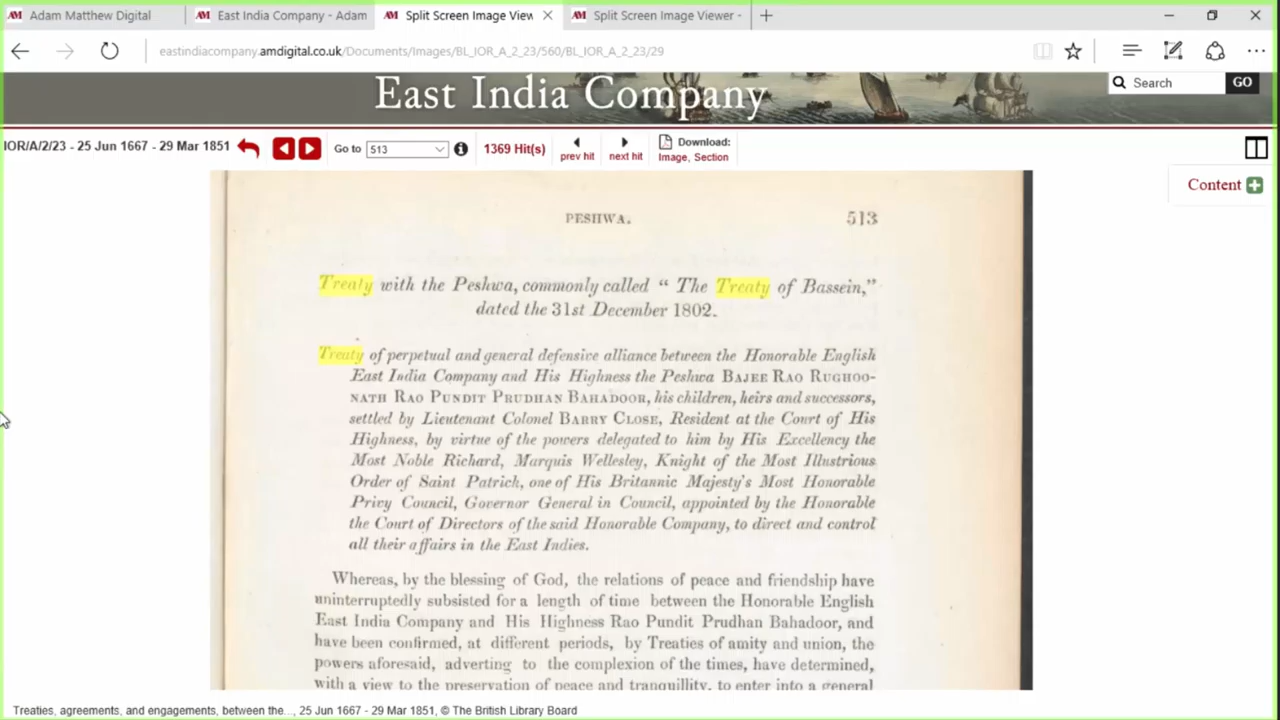 Adam Matthew Digital
East India Company - Adam
Split Screen Image View
Split Screen Image Viewer -
eastindiacompany.amdigital.co.uk/Documents/Images/BL_IOR_A_2_23/560/BL_IOR_A_2_23/29
East India Company
Search GO
IOR/A/2/23 - 25 Jun 1667 - 29 Mar 1851
Go to 513
1369 Hit(s)
prev hit
next hit
Download:
Image, Section
Content
PESHWA. 513
Treaty with the Peshwa, commonly called “ The Treaty of Bassein,”
dated the 31st December 1802.
Treaty of perpetual and general defensive alliance between the Honorable English
East India Company and His Highness the Peshwa BAJEE RAO RUGHOO-
NATH RAO PUNDIT PRUDHAN BAHADOOR, his children, heirs and successors,
settled by Lieutenant Colonel BARRY CLOSE, Resident at the Court of His
Highness, by virtue of the powers delegated to him by His Excellency the
Most Noble Richard, Marquis Wellesley, Knight of the Most Illustrious
Order of Saint Patrick, one of His Britannic Majesty's Most Honorable
Privy Council, Governor General in Council, appointed by the Honorable
the Court of Directors of the said Honorable Company, to direct and control
all their affairs in the East Indies.
Whereas, by the blessing of God, the relations of peace and friendship have
uninterruptedly subsisted for a length of time between the Honorable English
East India Company and His Highness Rao Pundit Prudhan Bahadoor, and
have been confirmed, at different periods, by Treaties of amity and union, the
powers aforesaid, adverting to the complexion of the times, have determined,
with a view to the preservation of peace and tranquillity, to enter into a general
Treaties, agreements, and engagements, between the..., 25 Jun 1667 - 29 Mar 1851, © The British Library Board